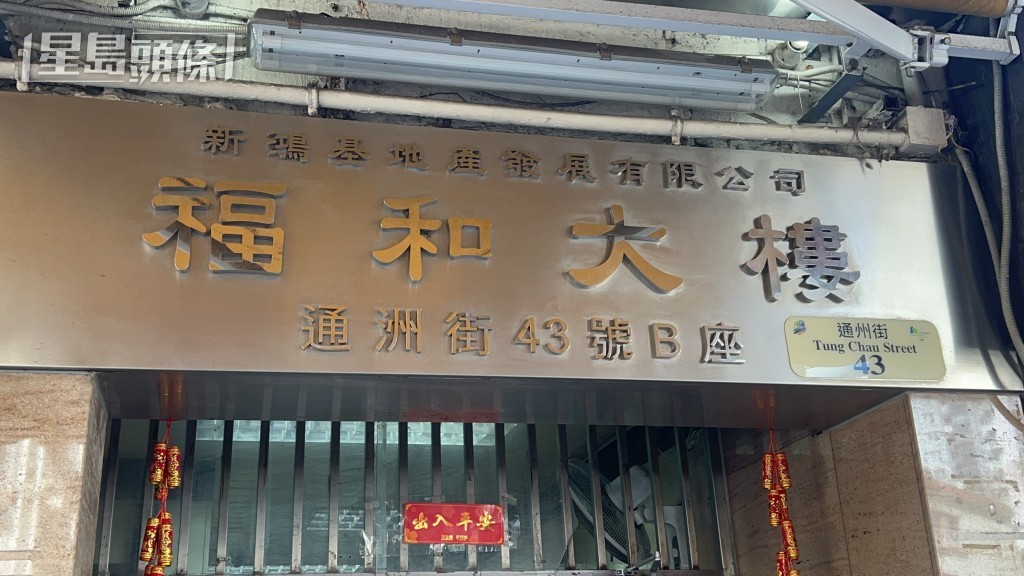 星島頭條
新鴻基地產發展有限公司
福和大樓
通洲街43號B座
通州街
Tung Chau Street
43
出入平安